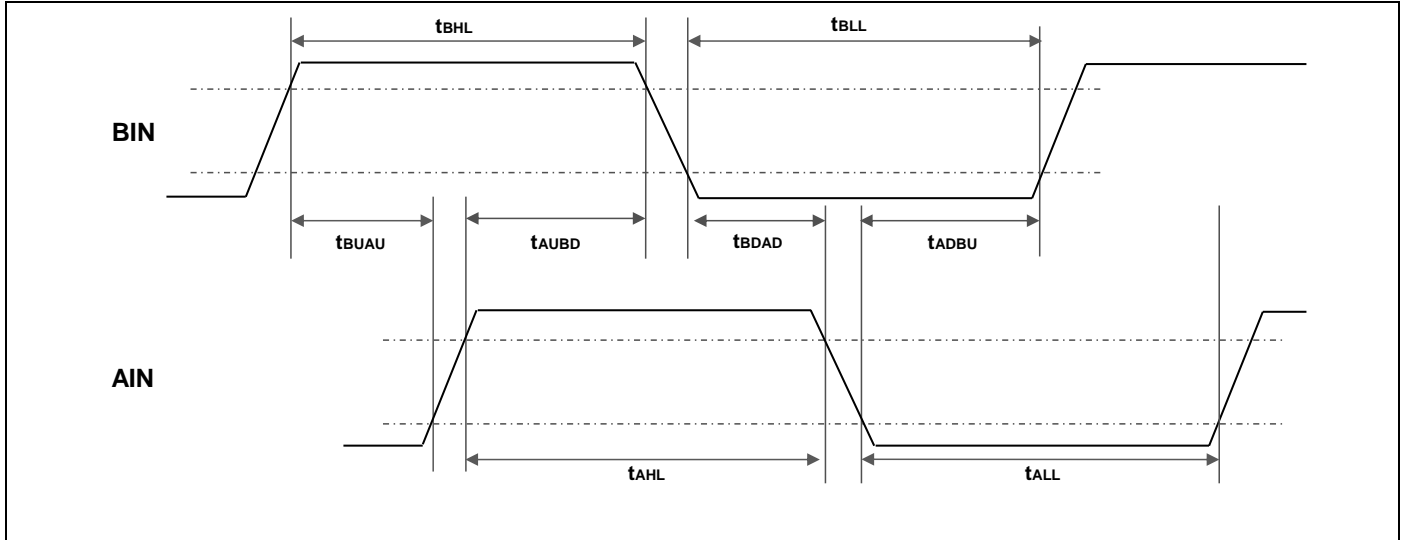 tBHL tBLL
BIN
tBUAU tAUBD tBDAD tADBU
AIN
tAHL tALL